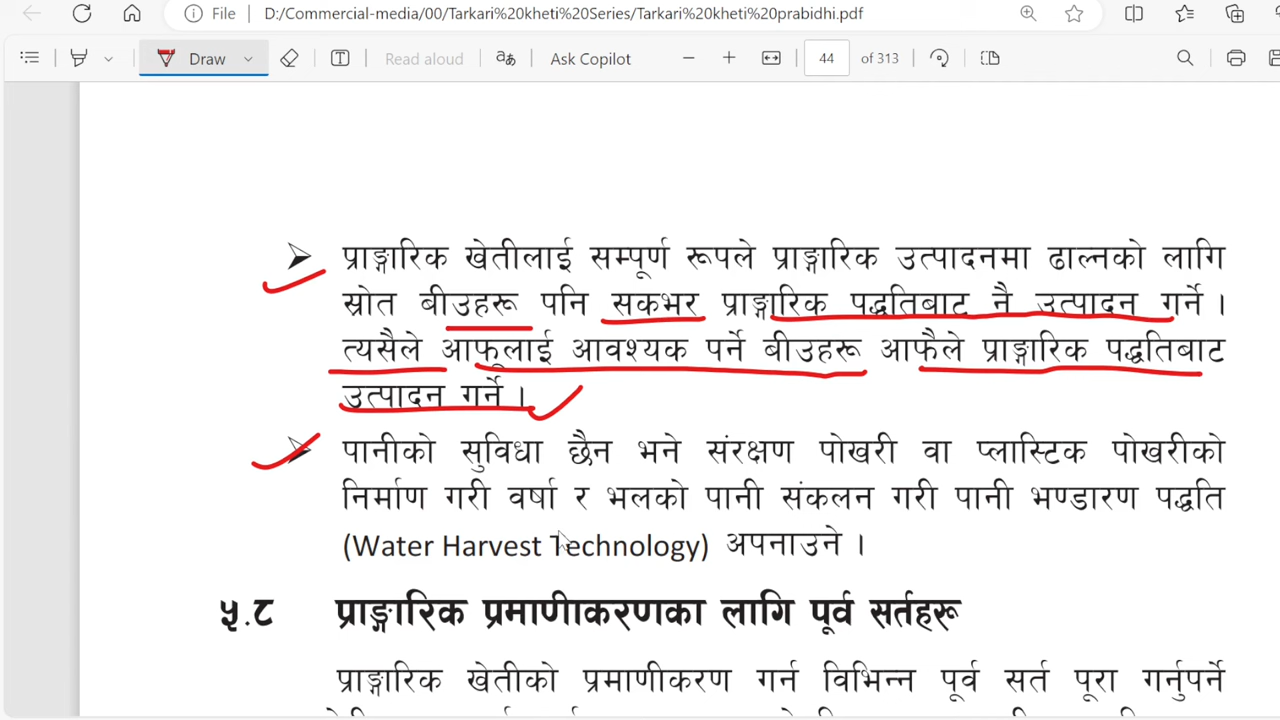 File D:/Commercial-media/00/Tarkari%20kheti%20Series/Tarkari%20kheti%20prabidhi.pdf
Draw Read aloud aあ Ask Copilot 44 of 313
प्राङ्गारिक खेतीलाई सम्पूर्ण रूपले प्राङ्गारिक उत्पादनमा ढाल्नको लागि
स्रोत बीउहरू पनि सकभर प्राङ्गारिक पद्धतिबाट नै उत्पादन गर्ने ।
त्यसैले आफूलाई आवश्यक पर्ने बीउहरू आफैले प्राङ्गारिक पद्धतिबाट
उत्पादन गर्ने ।
पानीको सुविधा छैन भने संरक्षण पोखरी वा प्लास्टिक पोखरीको
निर्माण गरी वर्षा र भलको पानी संकलन गरी पानी भण्डारण पद्धति
(Water Harvest Technology) अपनाउने ।
५.८ प्राङ्गारिक प्रमाणीाकरणका लागि पूर्व सर्तहरू
प्राङ्गारिक खेतीको प्रमाणीकरण गर्न विभिन्न पूर्व सर्त पूरा गर्नुपर्ने